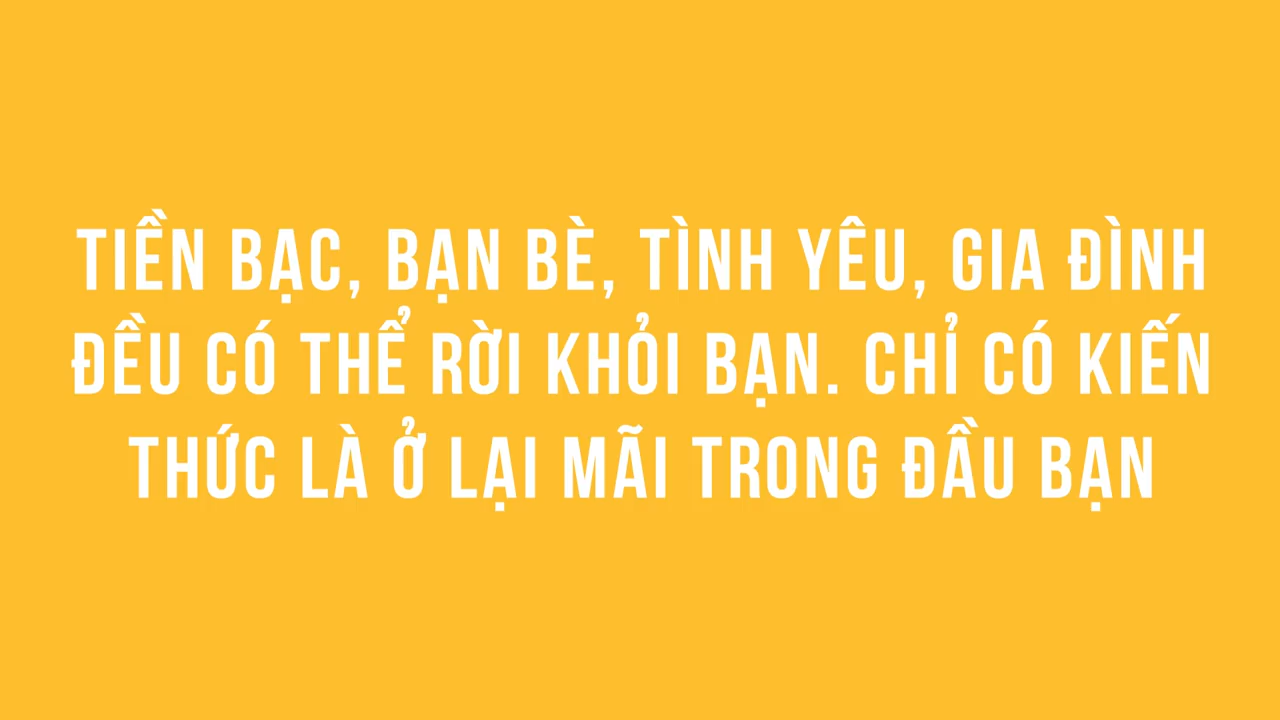 TIỀN BẠC, BẠN BÈ, TÌNH YÊU, GIA ĐÌNH
ĐỀU CÓ THỂ RỜI KHỎI BẠN. CHỈ CÓ KIẾN
THỨC LÀ Ở LẠI MÃI TRONG ĐẦU BẠN